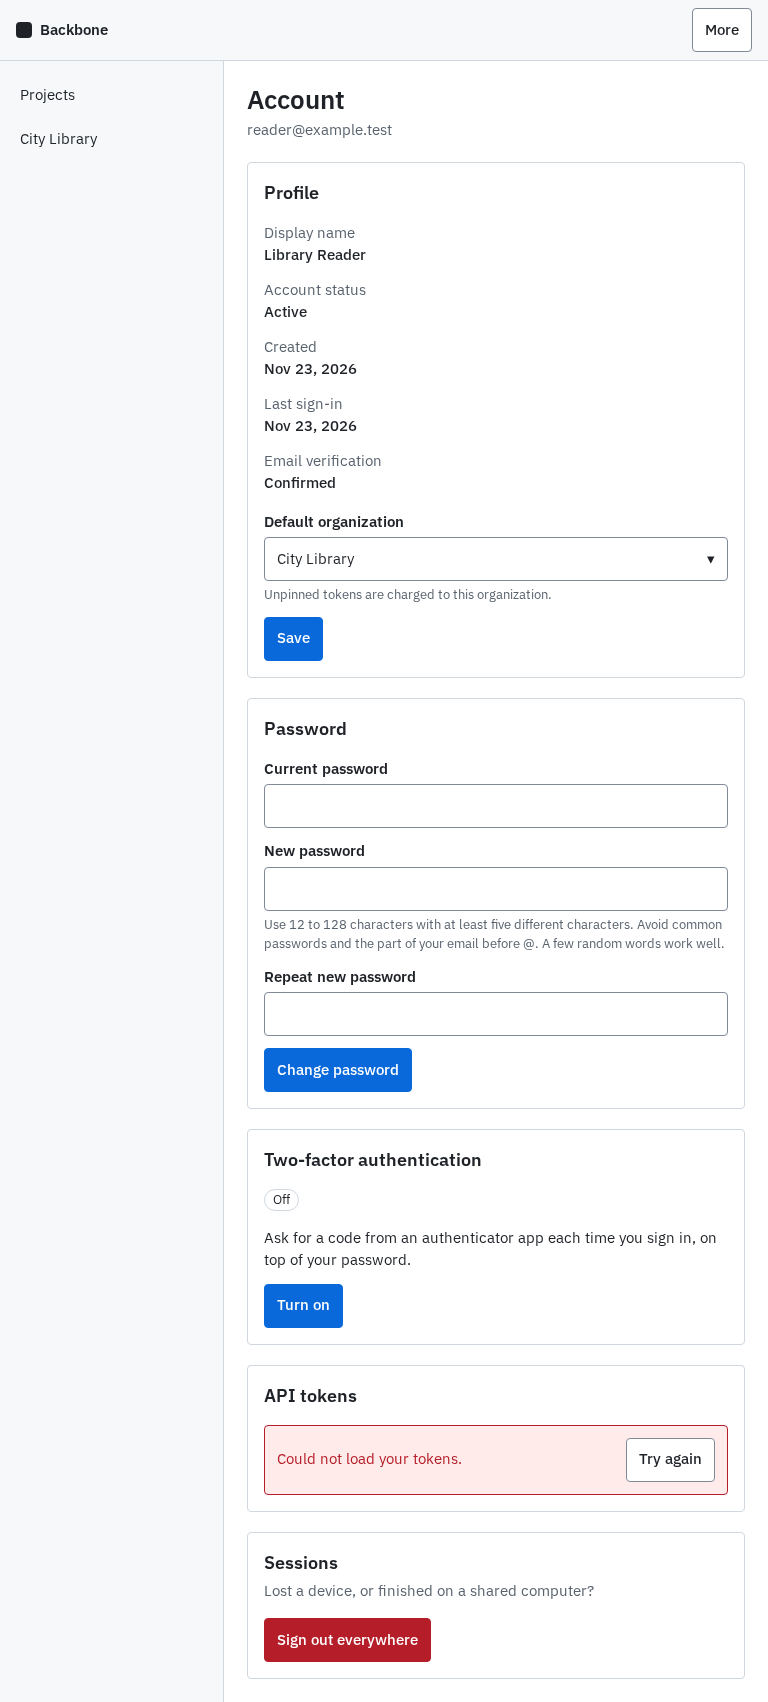 Backbone
More
Projects
City Library
Account
reader@example.test
Profile
Display name
Library Reader
Account status
Active
Created
Nov 23, 2026
Last sign-in
Nov 23, 2026
Email verification
Confirmed
Default organization
City Library
Unpinned tokens are charged to this organization.
Save
Password
Current password
New password
Use 12 to 128 characters with at least five different characters. Avoid common
passwords and the part of your email before @. A few random words work well.
Repeat new password
Change password
Two-factor authentication
Off
Ask for a code from an authenticator app each time you sign in, on
top of your password.
Turn on
API tokens
Could not load your tokens.
Try again
Sessions
Lost a device, or finished on a shared computer?
Sign out everywhere